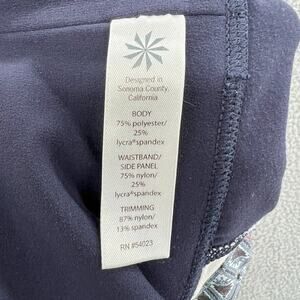 Designed in
Sonoma County,
California
BODY
75% polyester/
25%
lycra®spandex
WAISTBAND/
SIDE PANEL
75% nylon/
25%
lycra®spandex
TRIMMING
87% nylon/
13% spandex
RN #54023